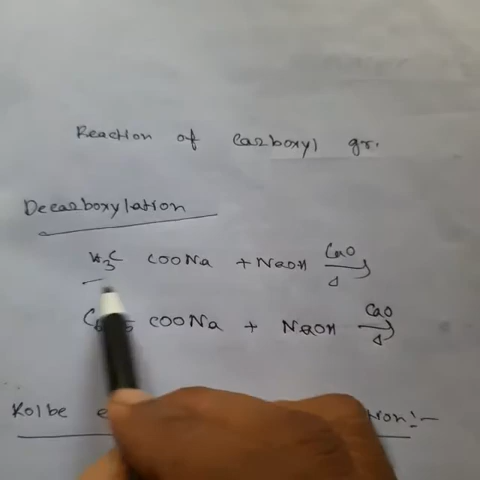 Reaction of Carboxyl gr.
Decarboxylation
H3C COONa + NaOH CaO Δ
COONa + NaOH CaO Δ
Kolbe